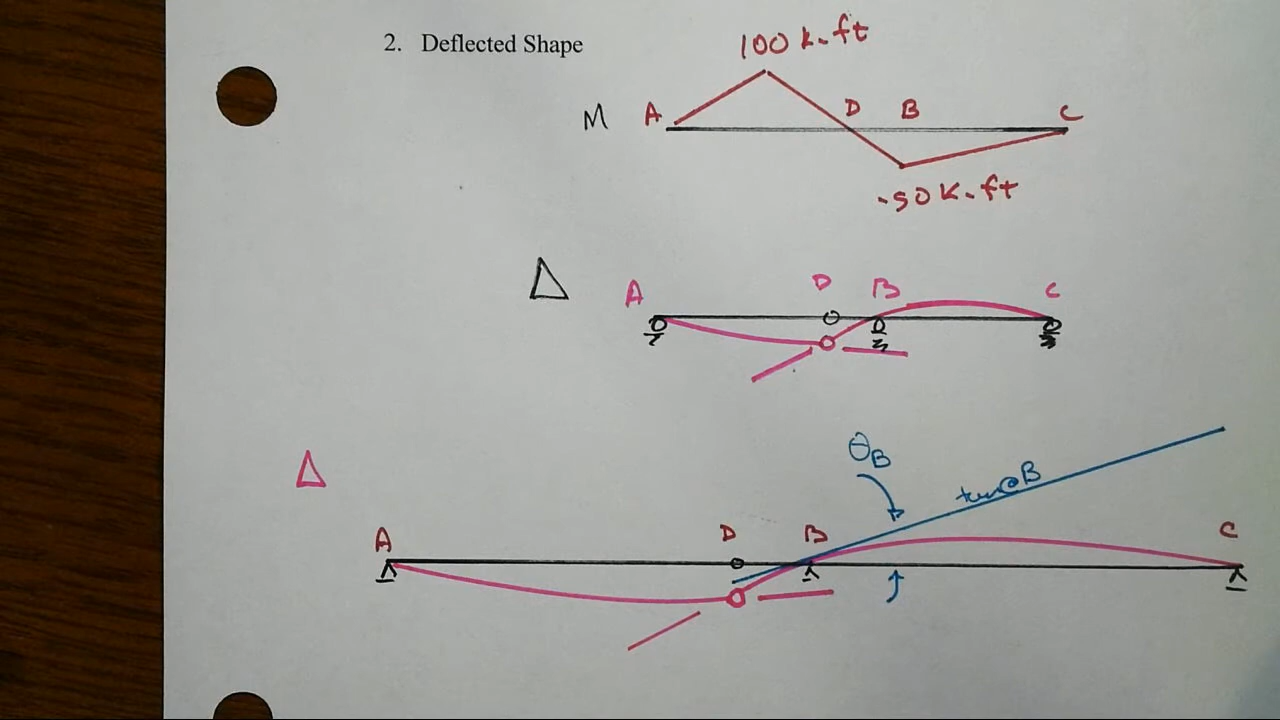 2. Deflected Shape
100 k-ft
M A D B C
-50 K-ft
Δ A D B C
θB
tan@B
Δ
A D B C